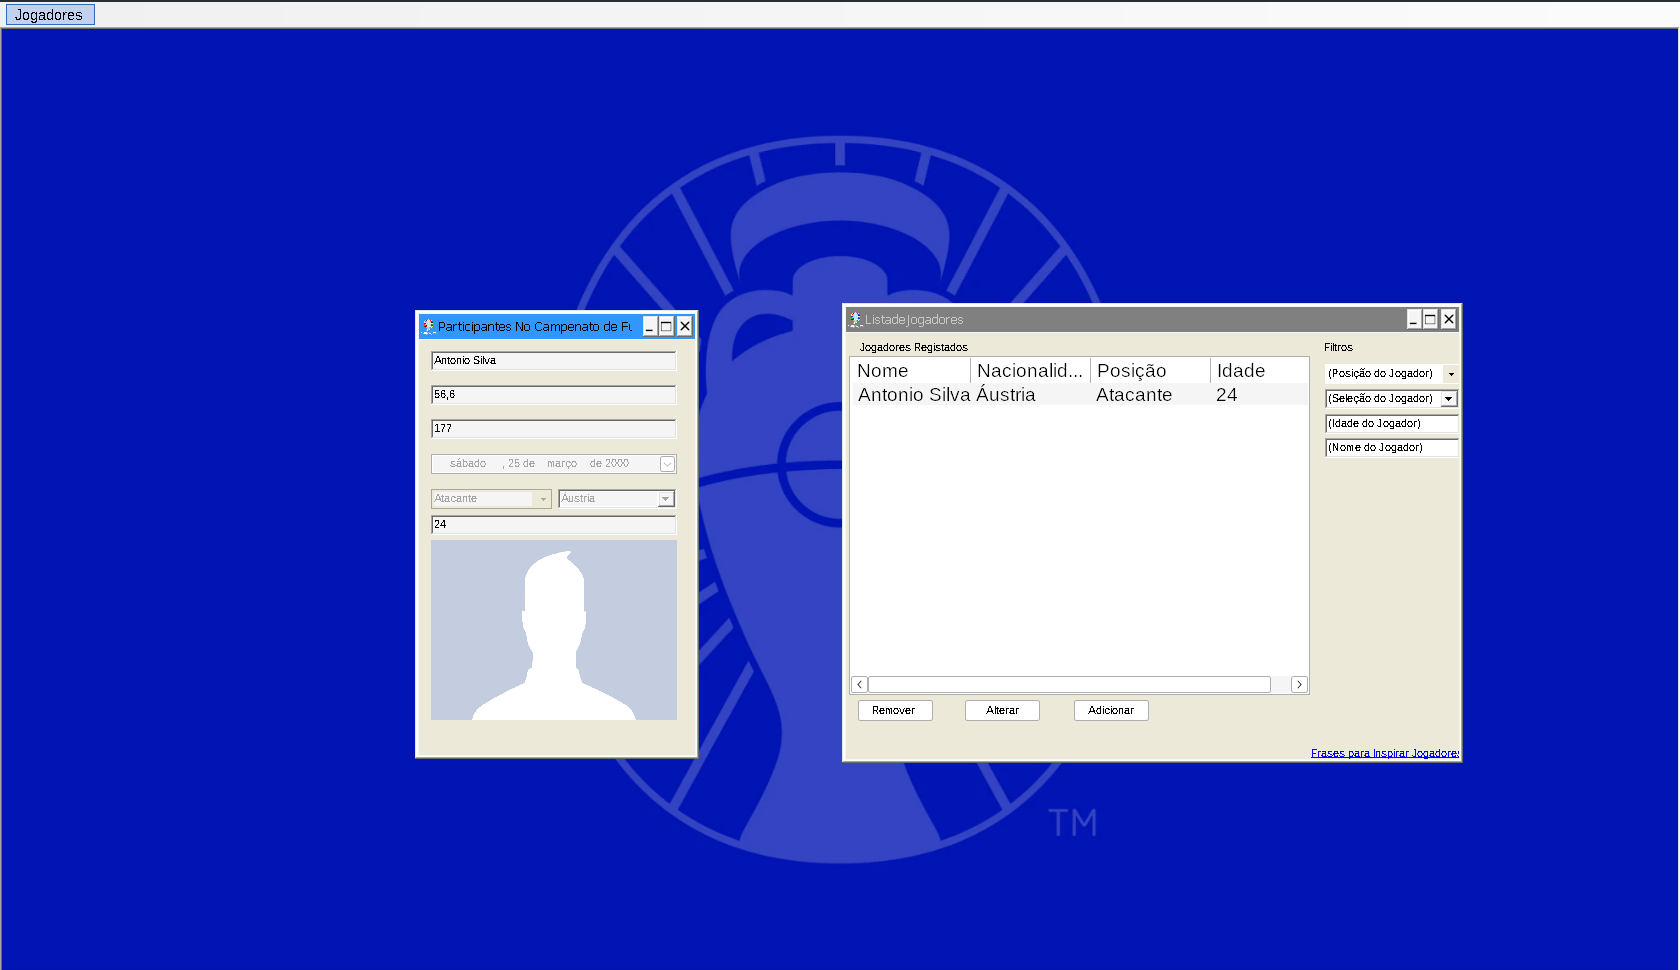 Jogadores
Participantes No Campenato de Fu
Antonio Silva
56,6
177
sábado , 25 de março de 2000
Atacante Áustria
24
ListadeJogadores
Jogadores Registados
Nome Nacionalid... Posição Idade
Antonio Silva Áustria Atacante 24
Remover Alterar Adicionar
Filtros
(Posição do Jogador)
(Seleção do Jogador)
(Idade do Jogador)
(Nome do Jogador)
Frases para Inspirar Jogadores
TM